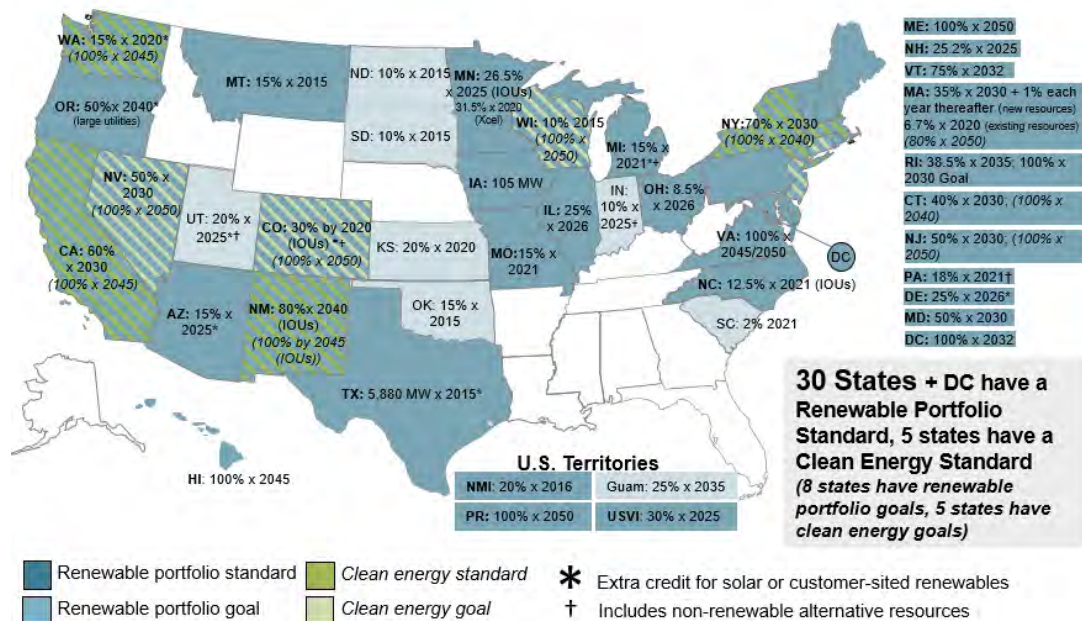 WA: 15% x 2020*
(100% x 2045)
OR: 50%x 2040*
(large utilities)
MT: 15% x 2015
ND: 10% x 2015
SD: 10% x 2015
MN: 26.5%
x 2025 (IOUs)
31.5% x 2020
(Xcel)
WI: 10% 2015
(100% x
2050)
MI: 15% x
2021*†
NY:70% x 2030
(100% x 2040)
NV: 50% x
2030
(100% x 2050)
UT: 20% x
2025*†
CO: 30% by 2020
(IOUs) *†
(100% x 2050)
CA: 60%
x 2030
(100% x 2045)
IA: 105 MW
IL: 25%
x 2026
IN:
10% x
2025†
OH: 8.5%
x 2026
KS: 20% x 2020
MO:15% x
2021
VA: 100% x
2045/2050
DC
NC: 12.5% x 2021 (IOUs)
AZ: 15% x
2025*
NM: 80%x 2040
(IOUs)
(100% by 2045
(IOUs))
OK: 15% x
2015
SC: 2% 2021
TX: 5,880 MW x 2015*
HI: 100% x 2045
ME: 100% x 2050
NH: 25.2% x 2025
VT: 75% x 2032
MA: 35% x 2030 + 1% each
year thereafter (new resources)
6.7% x 2020 (existing resources)
(80% x 2050)
RI: 38.5% x 2035; 100% x
2030 Goal
CT: 40% x 2030; (100% x
2040)
NJ: 50% x 2030; (100% x
2050)
PA: 18% x 2021†
DE: 25% x 2026*
MD: 50% x 2030
DC: 100% x 2032
30 States + DC have a
Renewable Portfolio
Standard, 5 states have a
Clean Energy Standard
(8 states have renewable
portfolio goals, 5 states have
clean energy goals)
U.S. Territories
NMI: 20% x 2016
Guam: 25% x 2035
PR: 100% x 2050
USVI: 30% x 2025
Renewable portfolio standard
Clean energy standard
* Extra credit for solar or customer-sited renewables
Renewable portfolio goal
Clean energy goal
† Includes non-renewable alternative resources